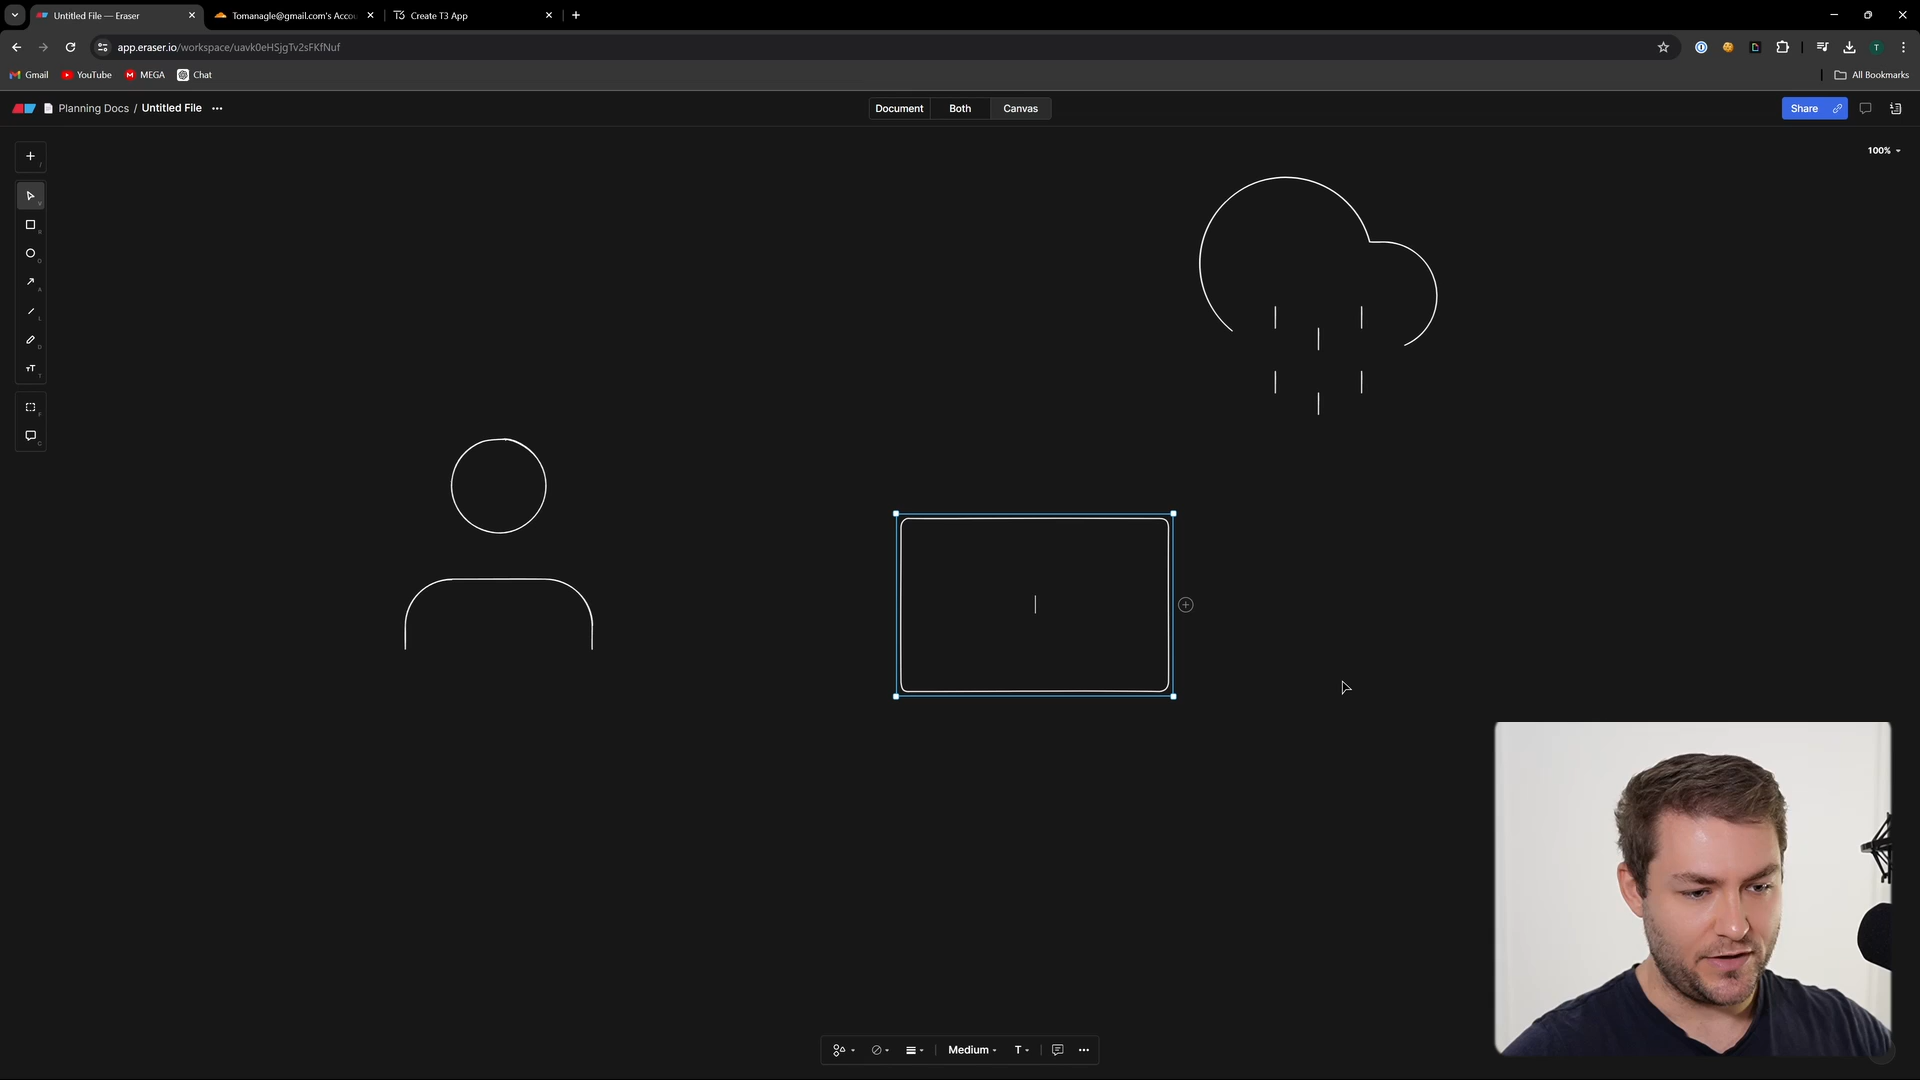 Untitled File — Eraser
Tomanagle@gmail.com's Accou
T3 Create T3 App
app.eraser.io/workspace/uavk0eHSjgTv2sFKfNuf
T
Gmail
YouTube
M MEGA
Chat
All Bookmarks
Planning Docs / Untitled File
Document
Both
Canvas
Share
100%
Medium
T